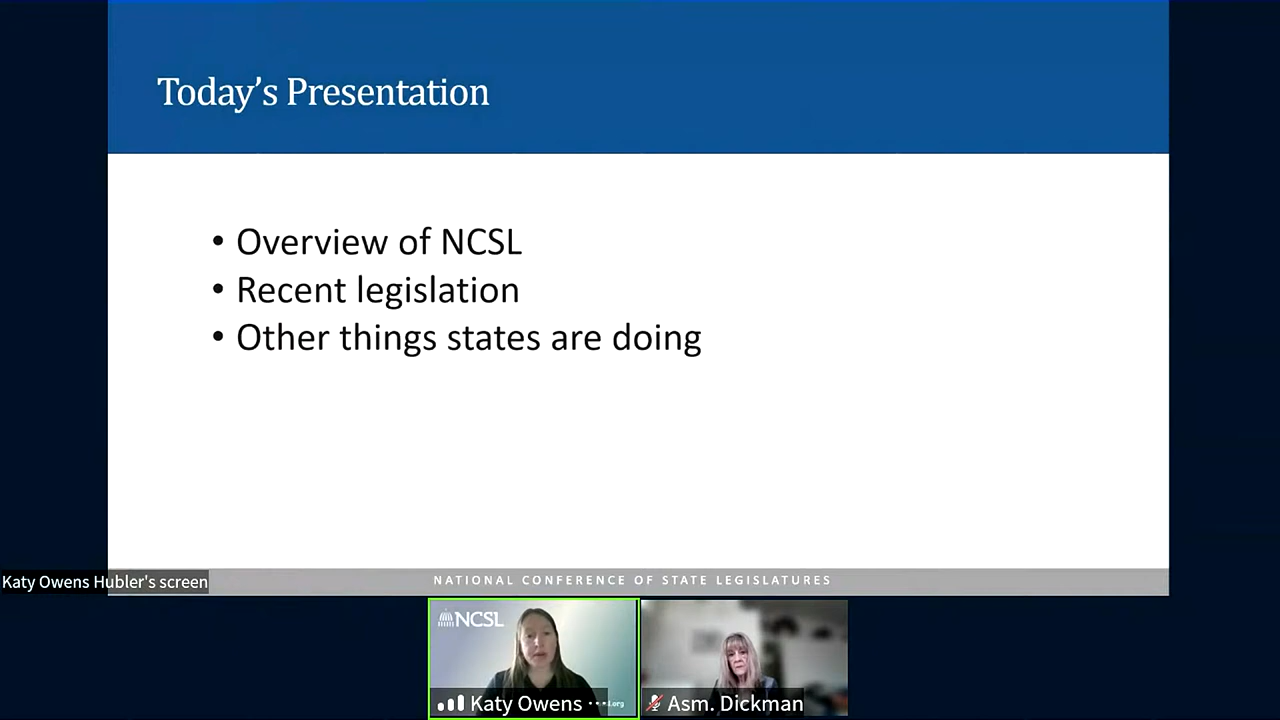 Today's Presentation
• Overview of NCSL
• Recent legislation
• Other things states are doing
Katy Owens Hubler's screen
NATIONAL CONFERENCE OF STATE LEGISLATURES
NCSL
Katy Owens ...
Asm. Dickman